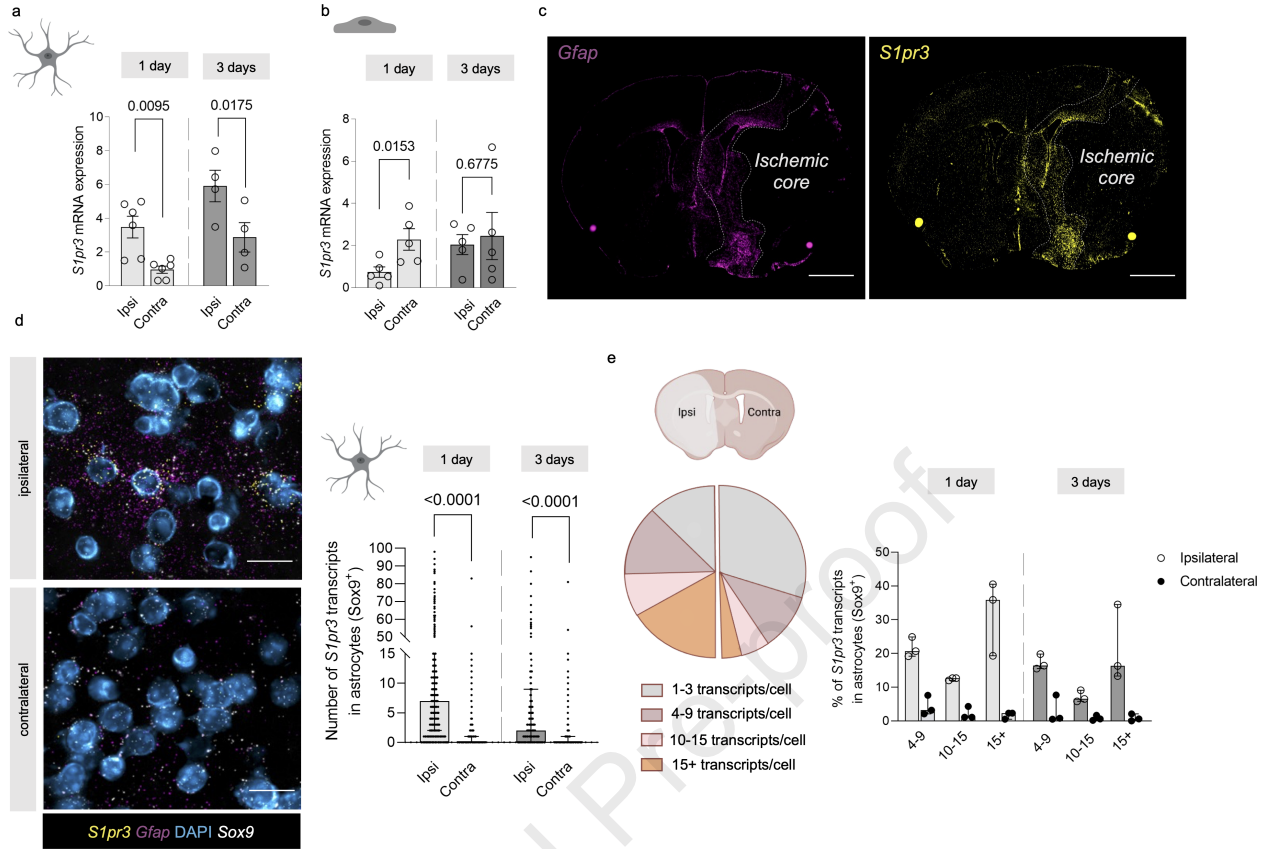 a
1 day
3 days
0.0095
0.0175
S1pr3 mRNA expression
10
8
6
4
2
0
Ipsi
Contra
Ipsi
Contra
b
1 day
3 days
0.0153
0.6775
S1pr3 mRNA expression
8
6
4
2
0
Ipsi
Contra
Ipsi
Contra
c
Gfap
Ischemic
core
S1pr3
Ischemic
core
d
ipsilateral
contralateral
S1pr3 Gfap DAPI Sox9
1 day
3 days
<0.0001
<0.0001
Number of S1pr3 transcripts
in astrocytes (Sox9+)
100
90
80
70
60
50
15
10
5
0
Ipsi
Contra
Ipsi
Contra
e
Ipsi
Contra
1-3 transcripts/cell
4-9 transcripts/cell
10-15 transcripts/cell
15+ transcripts/cell
1 day
3 days
% of S1pr3 transcripts
in astrocytes (Sox9+)
50
40
30
20
10
0
4-9
10-15
15+
4-9
10-15
15+
Ipsilateral
Contralateral
Pre-proof